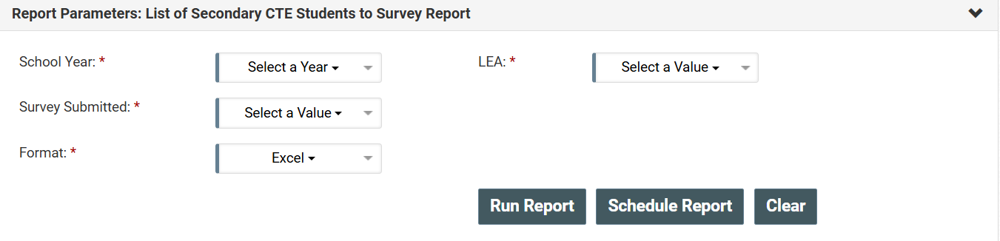 Report Parameters: List of Secondary CTE Students to Survey Report
School Year: * Select a Year LEA: * Select a Value
Survey Submitted: * Select a Value
Format: * Excel
Run Report Schedule Report Clear